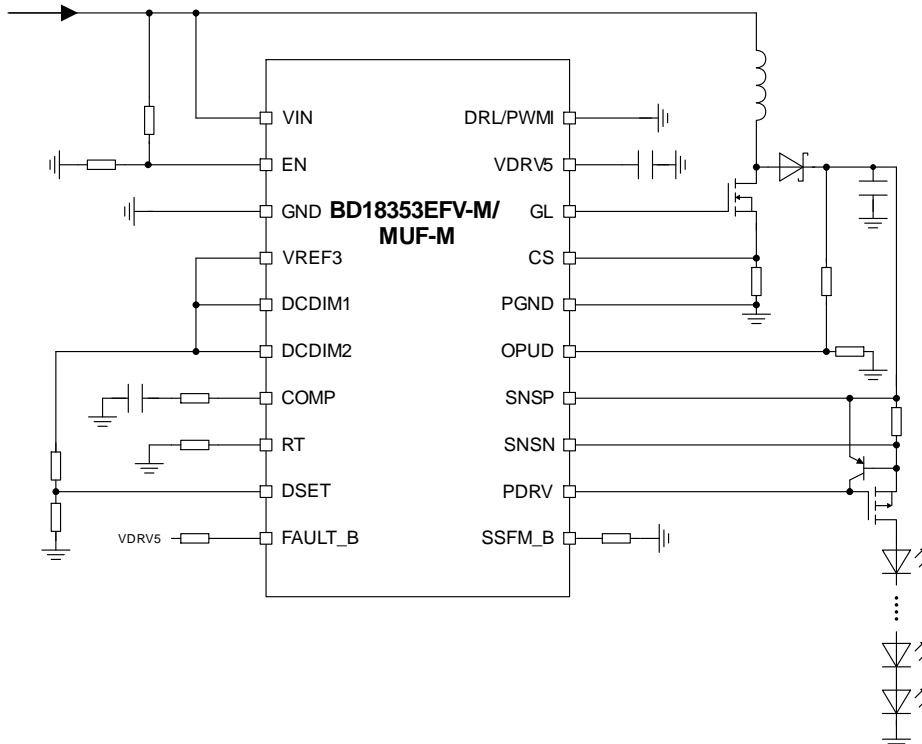 VIN
EN
GND
VREF3
DCDIM1
DCDIM2
COMP
RT
DSET
VDRV5
FAULT_B
BD18353EFV-M/
MUF-M
DRL/PWMI
VDRV5
GL
CS
PGND
OPUD
SNSP
SNSN
PDRV
SSFM_B